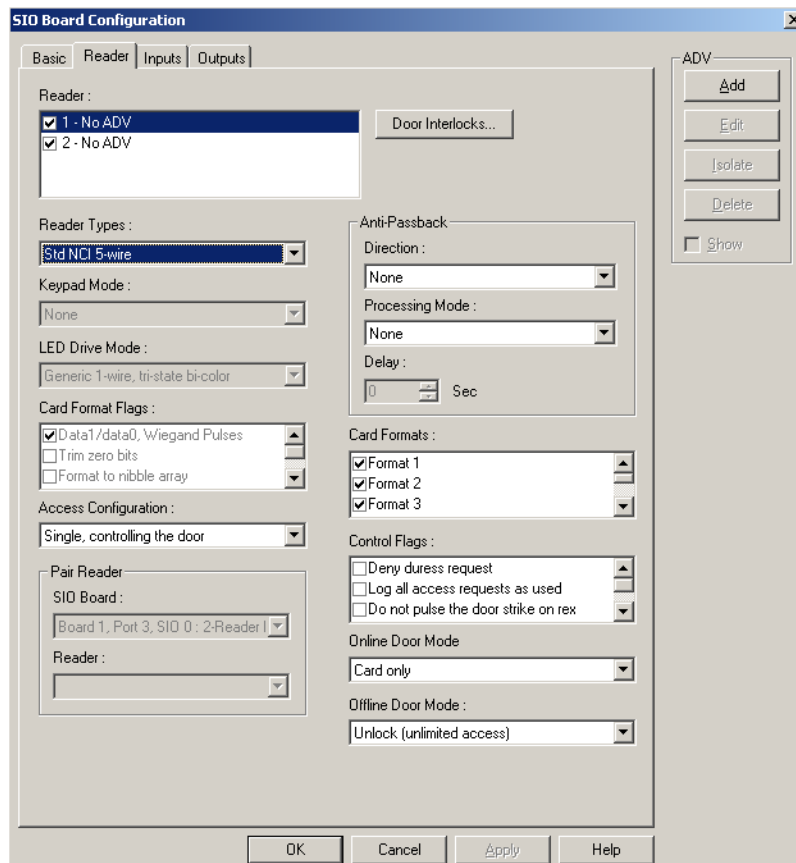 SIO Board Configuration
Basic
Reader
Inputs
Outputs
Reader :
1 - No ADV
2 - No ADV
Door Interlocks...
Reader Types :
Std NCI 5-wire
Keypad Mode :
None
LED Drive Mode :
Generic 1-wire, tri-state bi-color
Card Format Flags :
Data1/data0, Wiegand Pulses
Trim zero bits
Format to nibble array
Access Configuration :
Single, controlling the door
Pair Reader
SIO Board :
Board 1, Port 3, SIO 0 : 2-Reader I
Reader :
Anti-Passback
Direction :
None
Processing Mode :
None
Delay :
0
Sec
Card Formats :
Format 1
Format 2
Format 3
Control Flags :
Deny duress request
Log all access requests as used
Do not pulse the door strike on rex
Online Door Mode
Card only
Offline Door Mode :
Unlock (unlimited access)
ADV
Add
Edit
Isolate
Delete
Show
OK
Cancel
Apply
Help